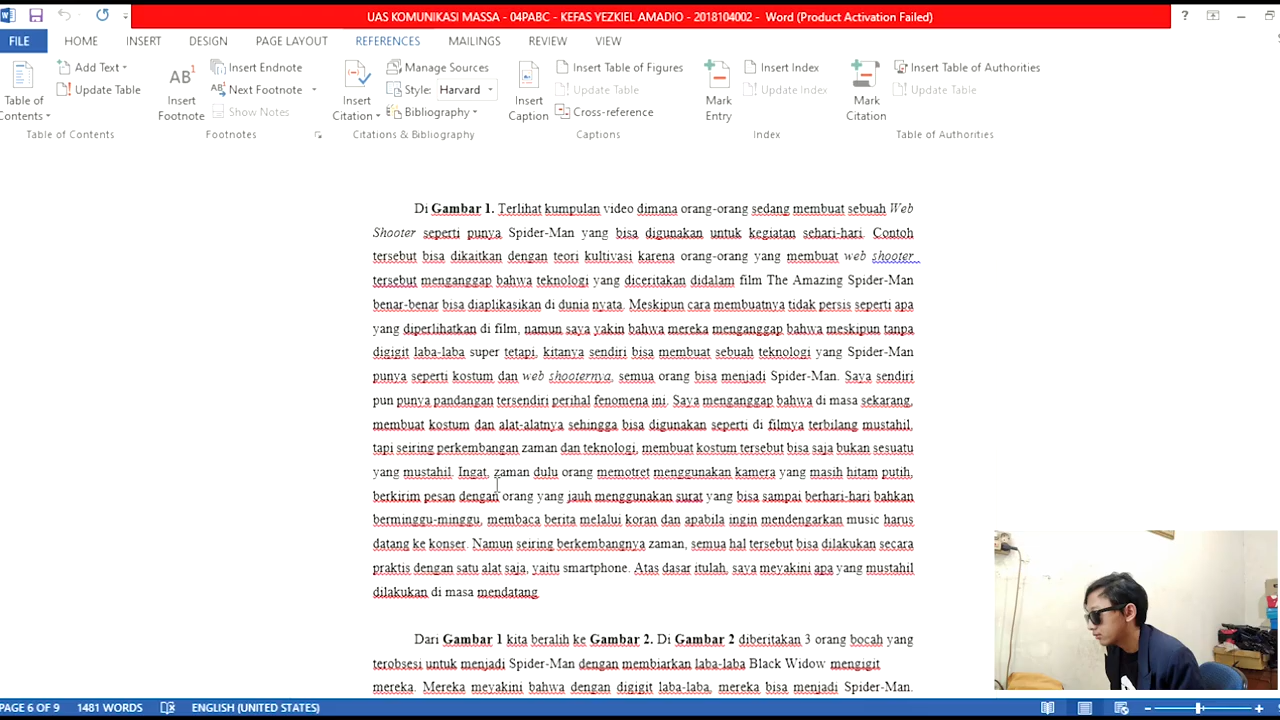 UAS KOMUNIKASI MASSA - 04PABC - KEFAS YEZKIEL AMADIO - 2018104002 - Word (Product Activation Failed)
FILE HOME INSERT DESIGN PAGE LAYOUT REFERENCES MAILINGS REVIEW VIEW
Add Text Insert Endnote Manage Sources Insert Table of Figures Insert Index Insert Table of Authorities
Update Table Next Footnote Style: Harvard Update Table Update Index Update Table
Table of Contents Insert Footnote Show Notes Insert Citation Bibliography Insert Caption Cross-reference Mark Entry Mark Citation
Table of Contents Footnotes Citations & Bibliography Captions Index Table of Authorities
Di Gambar 1. Terlihat kumpulan video dimana orang-orang sedang membuat sebuah Web
Shooter seperti punya Spider-Man yang bisa digunakan untuk kegiatan sehari-hari. Contoh
tersebut bisa dikaitkan dengan teori kultivasi karena orang-orang yang membuat web shooter
tersebut menganggap bahwa teknologi yang diceritakan didalam film The Amazing Spider-Man
benar-benar bisa diaplikasikan di dunia nyata. Meskipun cara membuatnya tidak persis seperti apa
yang diperlihatkan di film, namun saya yakin bahwa mereka menganggap bahwa meskipun tanpa
digigit laba-laba super tetapi, kitanya sendiri bisa membuat sebuah teknologi yang Spider-Man
punya seperti kostum dan web shooternya, semua orang bisa menjadi Spider-Man. Saya sendiri
pun punya pandangan tersendiri perihal fenomena ini. Saya menganggap bahwa di masa sekarang,
membuat kostum dan alat-alatnya sehingga bisa digunakan seperti di filmya terbilang mustahil,
tapi seiring perkembangan zaman dan teknologi, membuat kostum tersebut bisa saja bukan sesuatu
yang mustahil. Ingat, zaman dulu orang memotret menggunakan kamera yang masih hitam putih,
berkirim pesan dengan orang yang jauh menggunakan surat yang bisa sampai berhari-hari bahkan
berminggu-minggu, membaca berita melalui koran dan apabila ingin mendengarkan music harus
datang ke konser. Namun seiring berkembangnya zaman, semua hal tersebut bisa dilakukan secara
praktis dengan satu alat saja, yaitu smartphone. Atas dasar itulah, saya meyakini apa yang mustahil
dilakukan di masa mendatang
Dari Gambar 1 kita beralih ke Gambar 2. Di Gambar 2 diberitakan 3 orang bocah yang
terobsesi untuk menjadi Spider-Man dengan membiarkan laba-laba Black Widow mengigit
mereka. Mereka meyakini bahwa dengan digigit laba-laba, mereka bisa menjadi Spider-Man.
PAGE 6 OF 9 1481 WORDS ENGLISH (UNITED STATES)